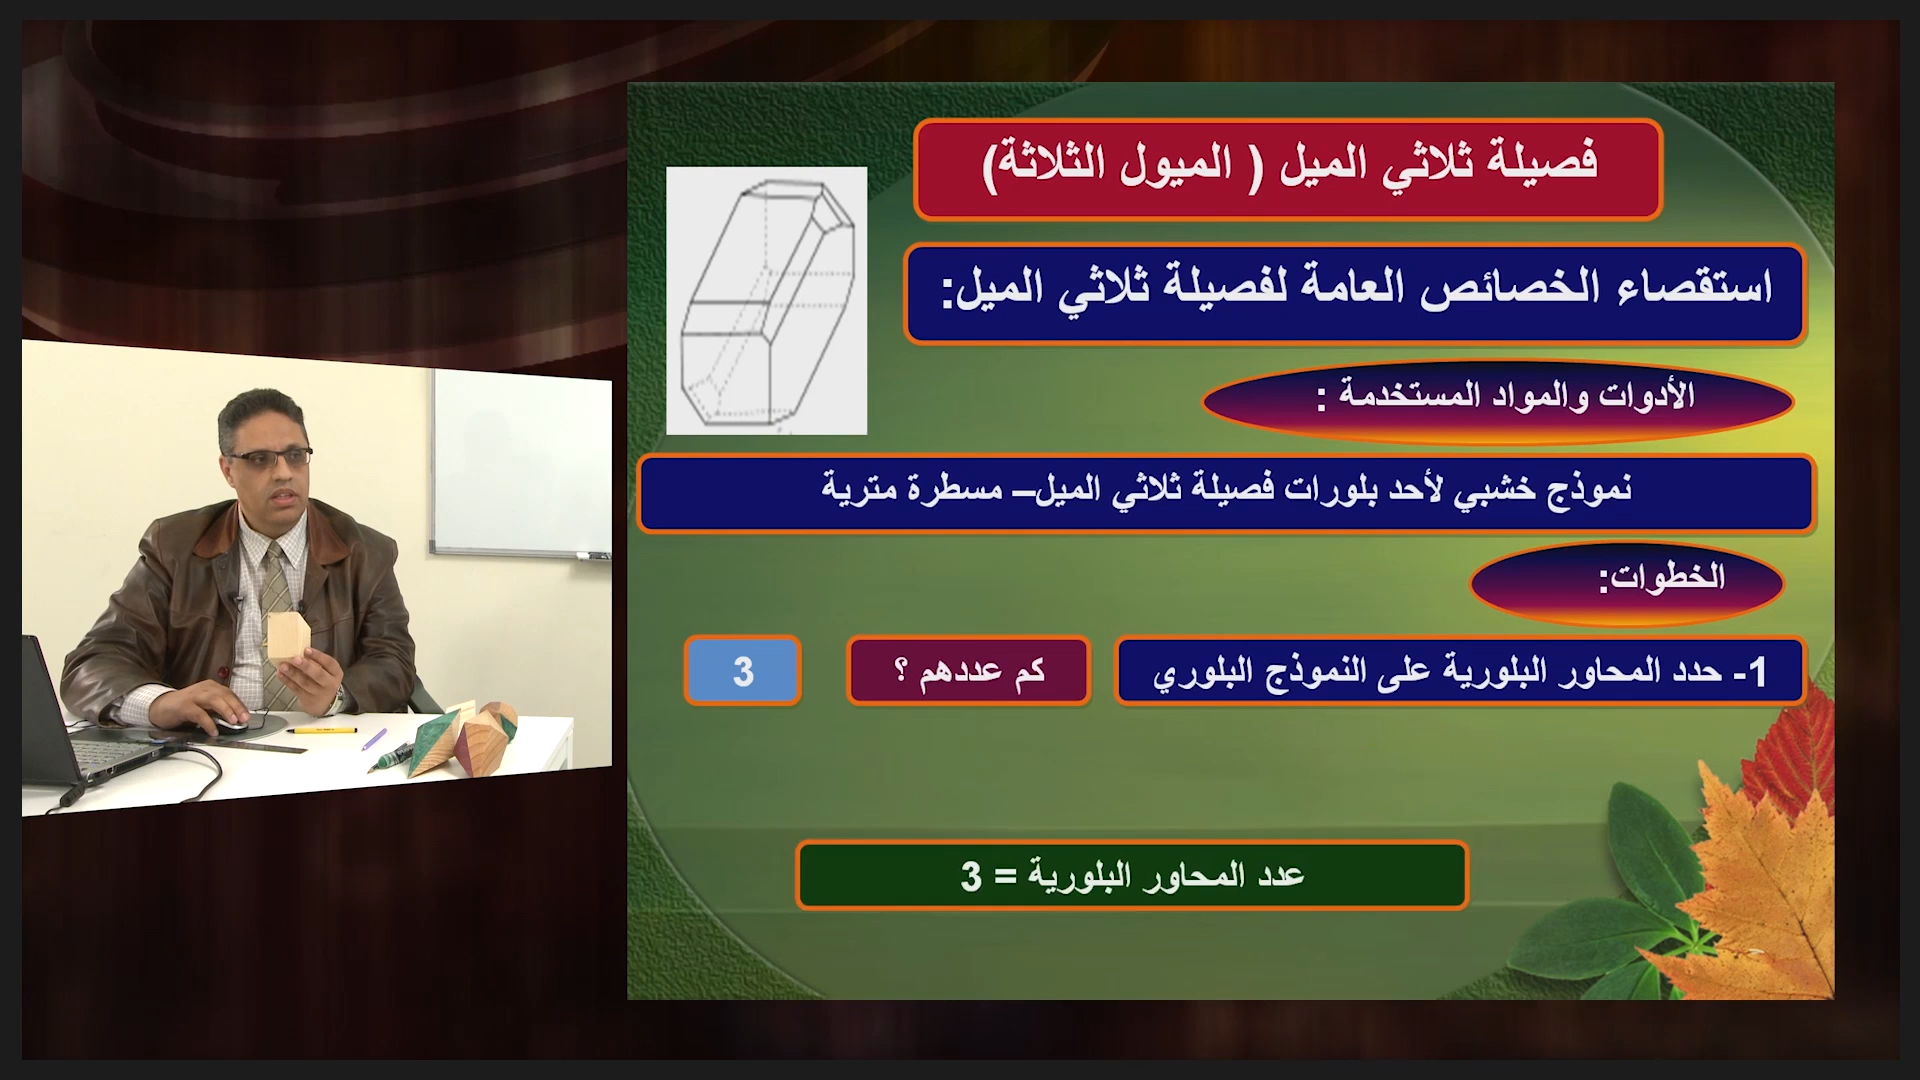 فصيلة ثلاثي الميل ( الميول الثلاثة)
استقصاء الخصائص العامة لفصيلة ثلاثي الميل:
الأدوات والمواد المستخدمة :
نموذج خشبي لأحد بلورات فصيلة ثلاثي الميل– مسطرة مترية
الخطوات:
1- حدد المحاور البلورية على النموذج البلوري
كم عددهم ؟
3
عدد المحاور البلورية = 3